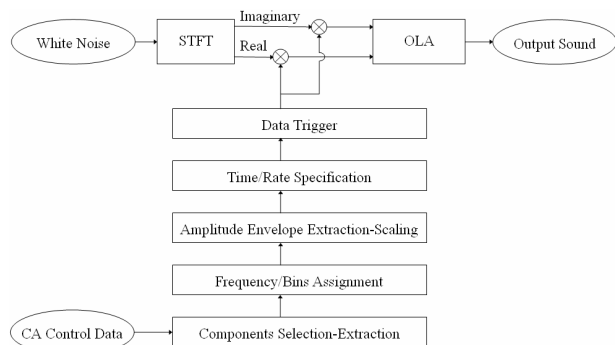 Imaginary
White Noise
STFT
OLA
Output Sound
Real
Data Trigger
Time/Rate Specification
Amplitude Envelope Extraction-Scaling
Frequency/Bins Assignment
CA Control Data
Components Selection-Extraction